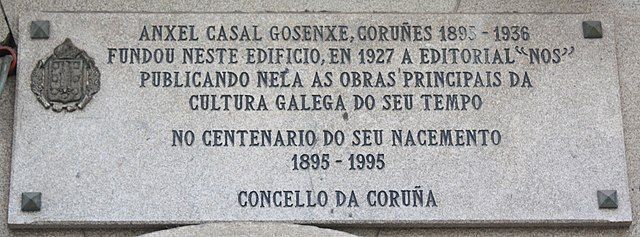 ANXEL CASAL GOSENXE, CORUÑES 1895 - 1936
FUNDOU NESTE EDIFICIO, EN 1927 A EDITORIAL "NOS"
PUBLICANDO NELA AS OBRAS PRINCIPAIS DA
CULTURA GALEGA DO SEU TEMPO
NO CENTENARIO DO SEU NACEMENTO
1895 - 1995
CONCELLO DA CORUÑA